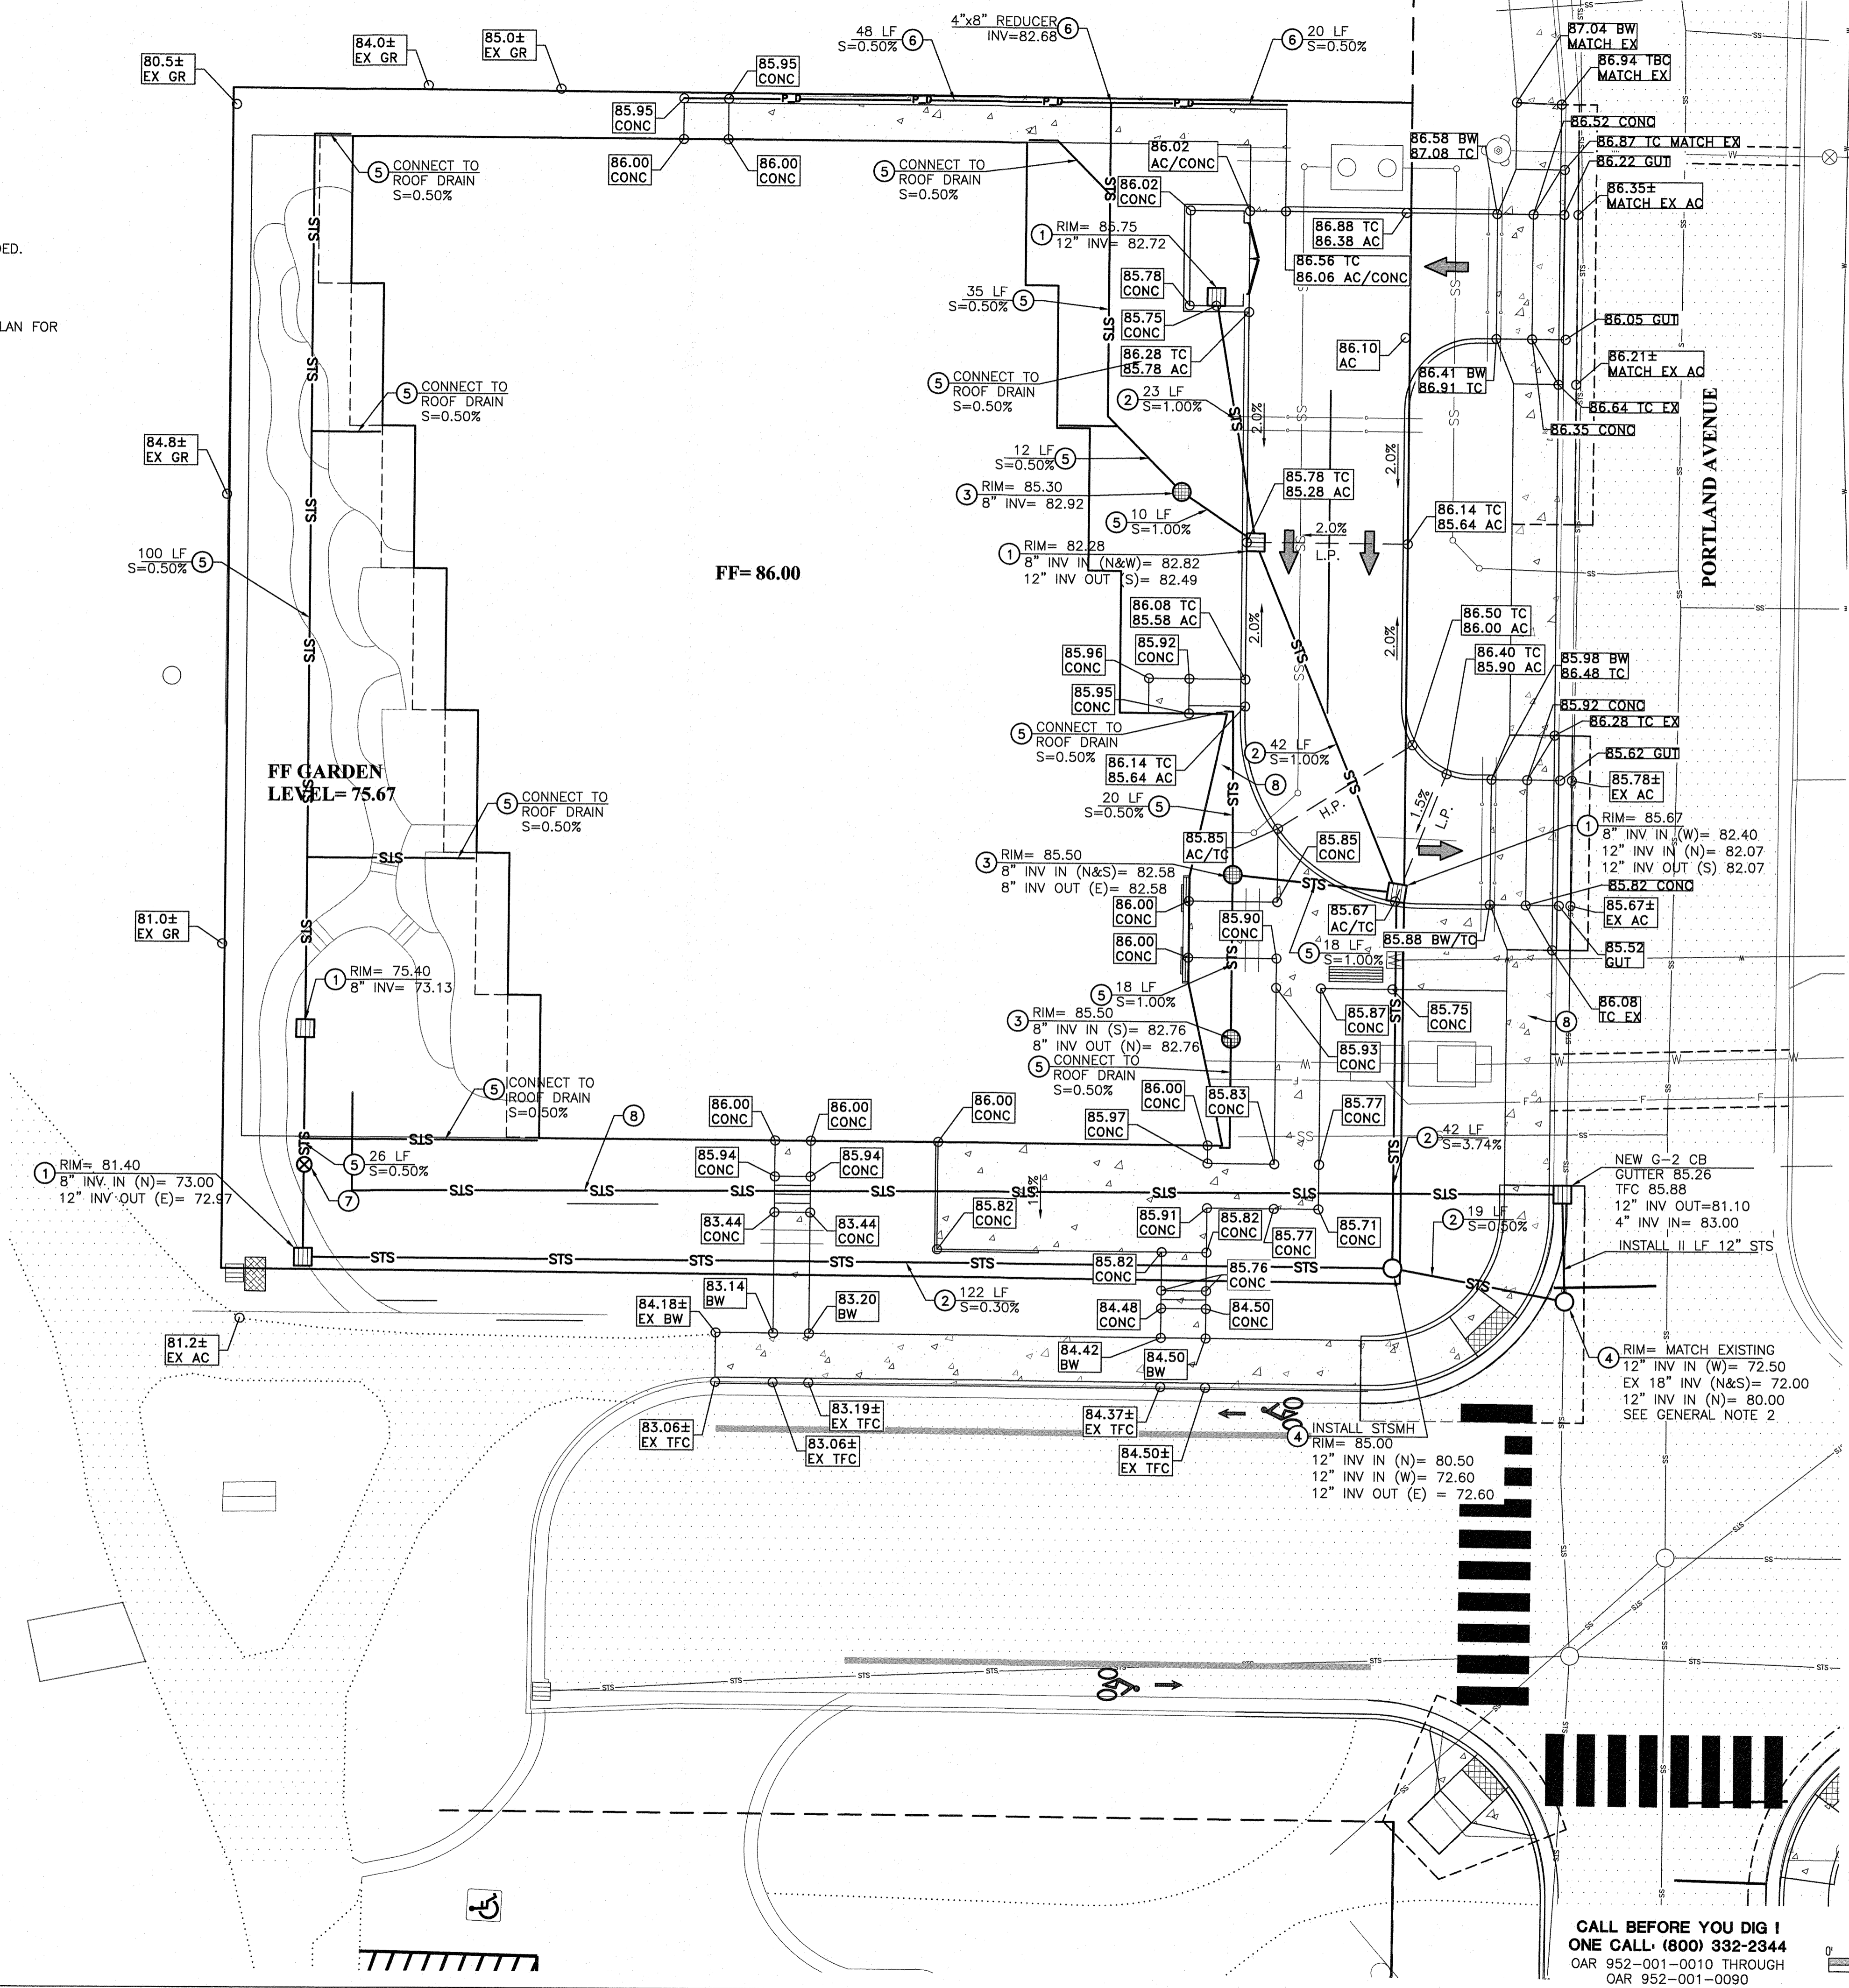 80.5±
EX GR
84.0±
EX GR
85.0±
EX GR
85.95
CONC
85.95
CONC
86.00
CONC
86.00
CONC
48 LF
S=0.50%
6
4"x8" REDUCER
INV=82.68
6
6
20 LF
S=0.50%
P_D
P_D
P_D
P_D
87.04 BW
MATCH EX
86.94 TBC
MATCH EX
86.52 CONC
86.87 TC MATCH EX
86.22 GUT
86.35±
MATCH EX AC
86.58 BW
87.08 TC
DED.
LAN FOR
5
CONNECT TO
ROOF DRAIN
S=0.50%
5
CONNECT TO
ROOF DRAIN
S=0.50%
86.02
AC/CONC
86.02
CONC
1
RIM= 85.75
12" INV= 82.72
86.88 TC
86.38 AC
86.56 TC
86.06 AC/CONC
85.78
CONC
35 LF
S=0.50%
5
85.75
CONC
86.28 TC
85.78 AC
86.10
AC
86.05 GUT
86.21±
MATCH EX AC
86.41 BW
86.91 TC
86.64 TC EX
86.35 CONC
5
CONNECT TO
ROOF DRAIN
S=0.50%
5
CONNECT TO
ROOF DRAIN
S=0.50%
2
23 LF
S=1.00%
2.0%
2.0%
PORTLAND AVENUE
84.8±
EX GR
12 LF
S=0.50%
5
3
RIM= 85.30
8" INV= 82.92
85.78 TC
85.28 AC
5
10 LF
S=1.00%
86.14 TC
85.64 AC
2.0%
L.P.
100 LF
S=0.50%
5
FF= 86.00
1
RIM= 82.28
8" INV IN (N&W)= 82.82
12" INV OUT (S)= 82.49
86.08 TC
85.58 AC
2.0%
2.0%
86.50 TC
86.00 AC
86.40 TC
85.90 AC
85.92
CONC
85.96
CONC
85.95
CONC
85.98 BW
86.48 TC
85.92 CONC
86.28 TC EX
5
CONNECT TO
ROOF DRAIN
S=0.50%
86.14 TC
85.64 AC
2
42 LF
S=1.00%
8
85.62 GUT
85.78±
EX AC
FF GARDEN
LEVEL= 75.67
5
CONNECT TO
ROOF DRAIN
S=0.50%
20 LF
S=0.50%
5
H.P.
1.5%
L.P.
1
RIM= 85.67
8" INV IN (W)= 82.40
12" INV IN (N)= 82.07
12" INV OUT (S) 82.07
85.85
AC/TC
85.85
CONC
3
RIM= 85.50
8" INV IN (N&S)= 82.58
8" INV OUT (E)= 82.58
85.82 CONC
85.67±
EX AC
81.0±
EX GR
86.00
CONC
86.00
CONC
85.90
CONC
85.67
AC/TC
85.88 BW/TC
85.52
GUT
5
18 LF
S=1.00%
1
RIM= 75.40
8" INV= 73.13
5
18 LF
S=1.00%
3
RIM= 85.50
8" INV IN (S)= 82.76
8" INV OUT (N)= 82.76
85.87
CONC
85.75
CONC
86.08
TC EX
8
85.93
CONC
5
CONNECT TO
ROOF DRAIN
S=0.50%
5
CONNECT TO
ROOF DRAIN
S=0.50%
8
86.00
CONC
86.00
CONC
86.00
CONC
86.00
CONC
85.83
CONC
85.97
CONC
85.77
CONC
2
42 LF
S=3.74%
1
RIM= 81.40
8" INV IN (N)= 73.00
12" INV OUT (E)= 72.97
5
26 LF
S=0.50%
7
85.94
CONC
85.94
CONC
NEW G-2 CB
GUTTER 85.26
TFC 85.88
12" INV OUT=81.10
4" INV IN= 83.00
INSTALL II LF 12" STS
83.44
CONC
83.44
CONC
85.82
CONC
85.91
CONC
85.82
CONC
85.77
CONC
85.71
CONC
2
19 LF
S=0.50%
85.82
CONC
85.76
CONC
2
122 LF
S=0.30%
83.14
BW
83.20
BW
84.18±
EX BW
84.48
CONC
84.50
CONC
84.42
BW
84.50
BW
81.2±
EX AC
4
RIM= MATCH EXISTING
12" INV IN (W)= 72.50
EX 18" INV (N&S)= 72.00
12" INV IN (N)= 80.00
SEE GENERAL NOTE 2
83.06±
EX TFC
83.19±
EX TFC
83.06±
EX TFC
84.37±
EX TFC
84.50±
EX TFC
4
INSTALL STSMH
RIM= 85.00
12" INV IN (N)= 80.50
12" INV IN (W)= 72.60
12" INV OUT (E) = 72.60
CALL BEFORE YOU DIG !
ONE CALL: (800) 332-2344
OAR 952-001-0010 THROUGH
OAR 952-001-0090
0'